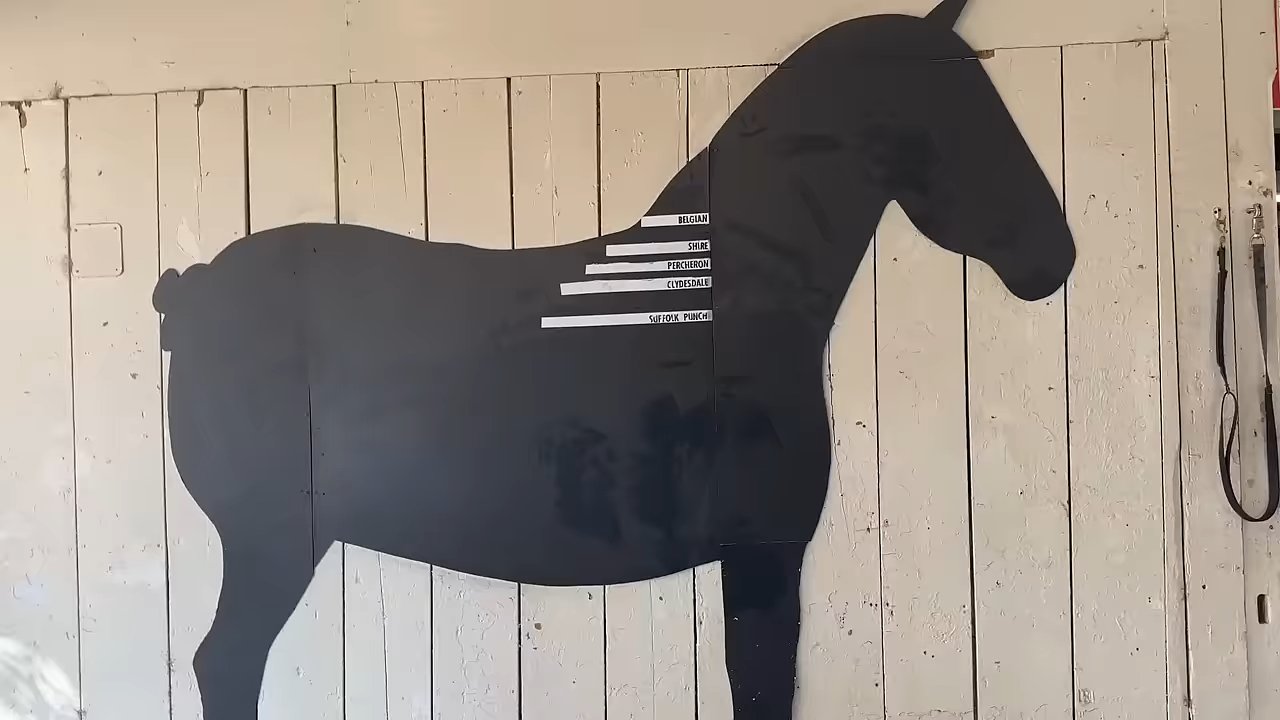 BELGIAN
SHIRE
PERCHERON
CLYDESDALE
SUFFOLK PUNCH